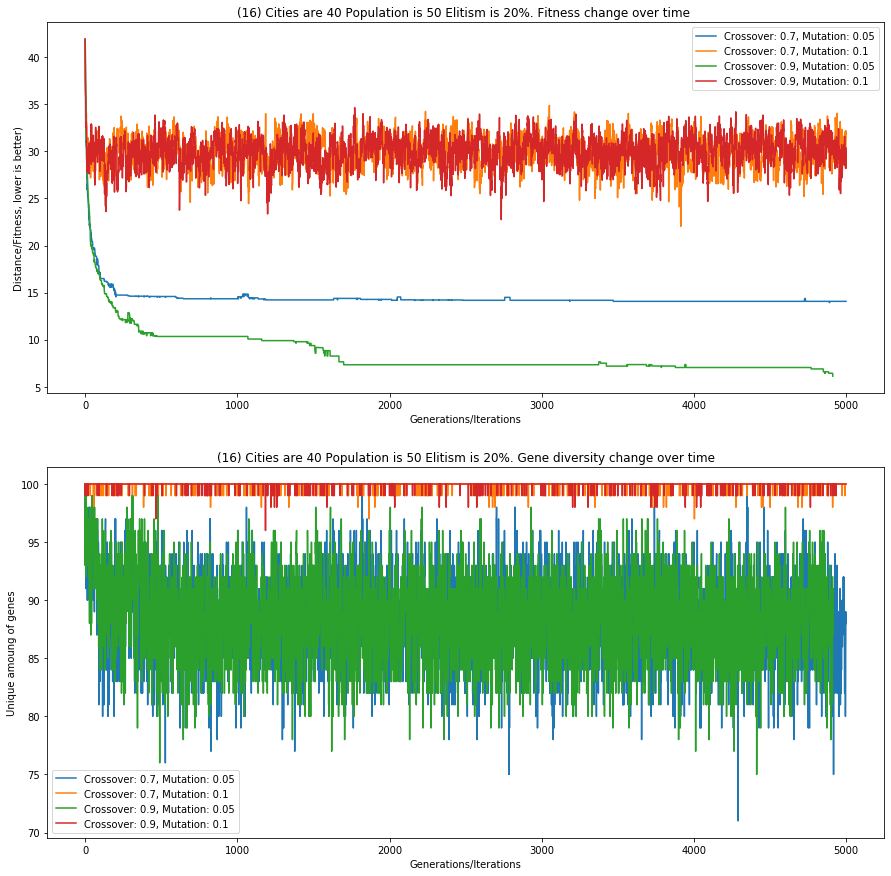 (16) Cities are 40 Population is 50 Elitism is 20%. Fitness change over time
Distance/Fitness, lower is better)
40
35
30
25
20
15
10
5
Crossover: 0.7, Mutation: 0.05
Crossover: 0.7, Mutation: 0.1
Crossover: 0.9, Mutation: 0.05
Crossover: 0.9, Mutation: 0.1
0
1000
2000
3000
4000
5000
Generations/Iterations
(16) Cities are 40 Population is 50 Elitism is 20%. Gene diversity change over time
Unique amoung of genes
100
95
90
85
80
75
70
Crossover: 0.7, Mutation: 0.05
Crossover: 0.7, Mutation: 0.1
Crossover: 0.9, Mutation: 0.05
Crossover: 0.9, Mutation: 0.1
0
1000
2000
3000
4000
5000
Generations/Iterations